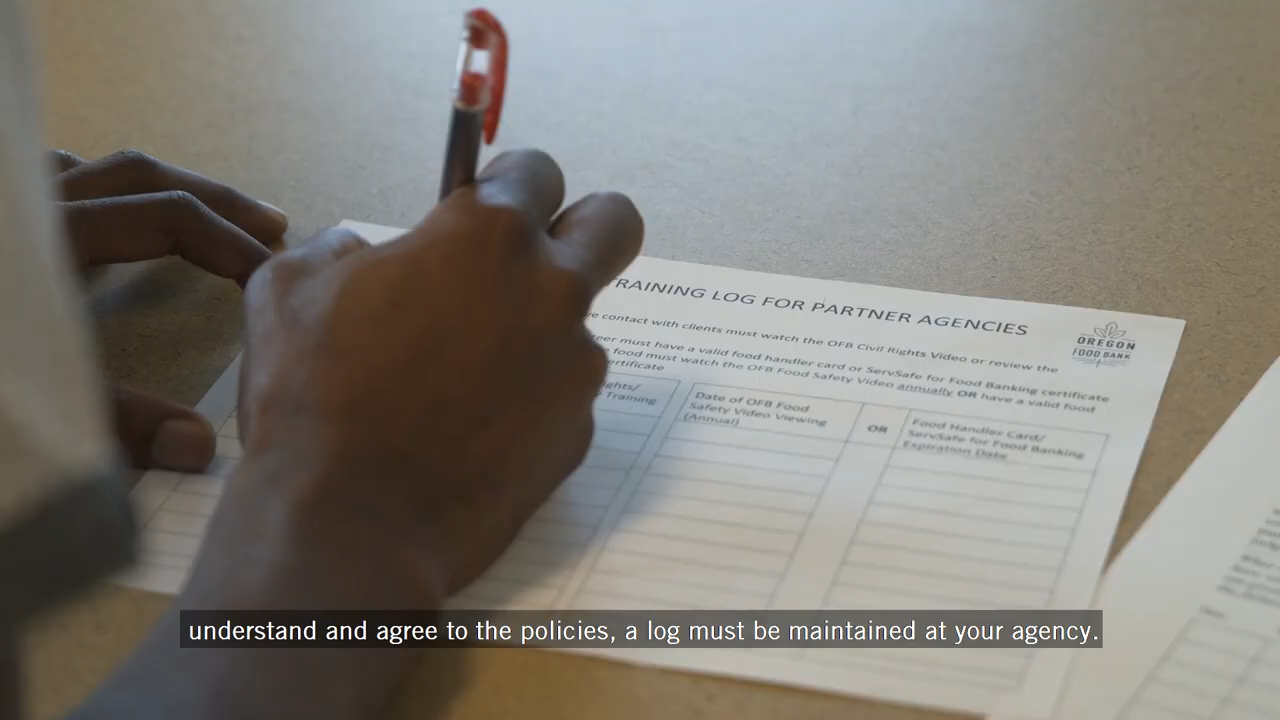 TRAINING LOG FOR PARTNER AGENCIES
OREGON
FOOD BANK
contact with clients must watch the OFB Civil Rights Video or review the
must have a valid food handler card or ServSafe for Food Banking certificate
food must watch the OFB Food Safety Video annually OR have a valid food
certificate
Training
Date of OFB Food
Safety Video Viewing
(Annual)
OR
Food Handler Card/
ServSafe for Food Banking
Expiration Date
understand and agree to the policies, a log must be maintained at your agency.